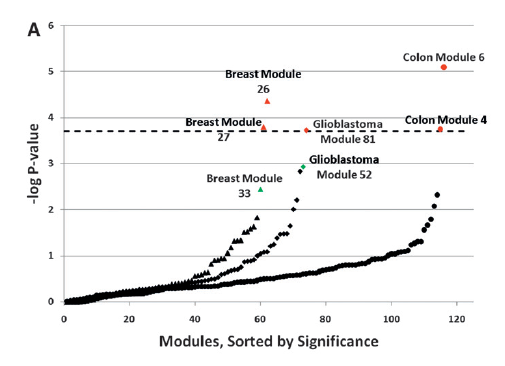 A
6
5
4
3
2
1
0
-log P-value
Colon Module 6
Breast Module
26
Breast Module
27
Glioblastoma
Module 81
Colon Module 4
Glioblastoma
Module 52
Breast Module
33
0 20 40 60 80 100 120
Modules, Sorted by Significance